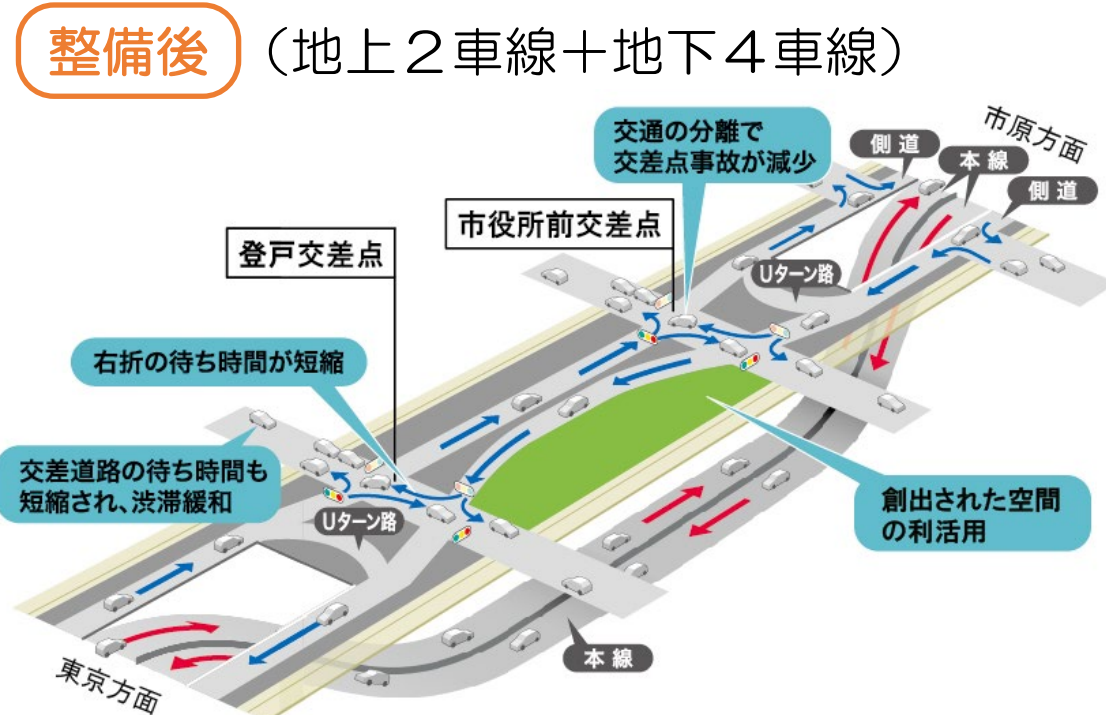 整備後（地上２車線＋地下４車線）
市原方面
交通の分離で
交差点事故が減少
側道
本線
側道
市役所前交差点
登戸交差点
Uターン路
右折の待ち時間が短縮
交差道路の待ち時間も
短縮され、渋滞緩和
Uターン路
創出された空間
の利活用
本線
東京方面